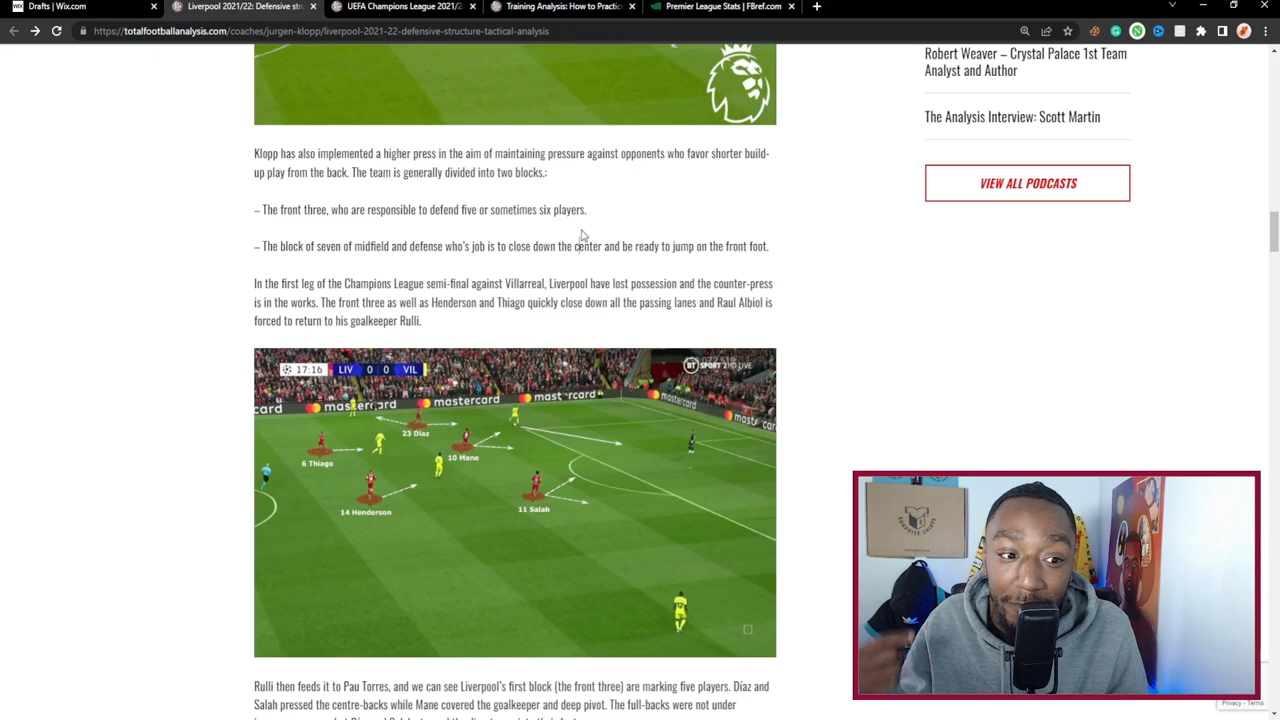 Drafts | Wix.com
Liverpool 2021/22: Defensive stru
UEFA Champions League 2021/2
Training Analysis: How to Practic
Premier League Stats | FBref.com
https://totalfootballanalysis.com/coaches/jurgen-klopp/liverpool-2021-22-defensive-structure-tactical-analysis
Robert Weaver – Crystal Palace 1st Team
Analyst and Author
The Analysis Interview: Scott Martin
VIEW ALL PODCASTS
Klopp has also implemented a higher press in the aim of maintaining pressure against opponents who favor shorter build-
up play from the back. The team is generally divided into two blocks.:
– The front three, who are responsible to defend five or sometimes six players.
– The block of seven of midfield and defense who's job is to close down the center and be ready to jump on the front foot.
In the first leg of the Champions League semi-final against Villarreal, Liverpool have lost possession and the counter-press
is in the works. The front three as well as Henderson and Thiago quickly close down all the passing lanes and Raul Albiol is
forced to return to his goalkeeper Rulli.
17:16 LIV 0 0 VIL
BT SPORT 2HD LIVE
card mastercard mastercard mastercard mastercard
23 Diaz
6 Thiago
10 Mane
14 Henderson
11 Salah
SURPRISE SHIRTS
Rulli then feeds it to Pau Torres, and we can see Liverpool's first block (the front three) are marking five players. Díaz and
Salah pressed the centre-backs while Mane covered the goalkeeper and deep pivot. The full-backs were not under
Privacy - Terms